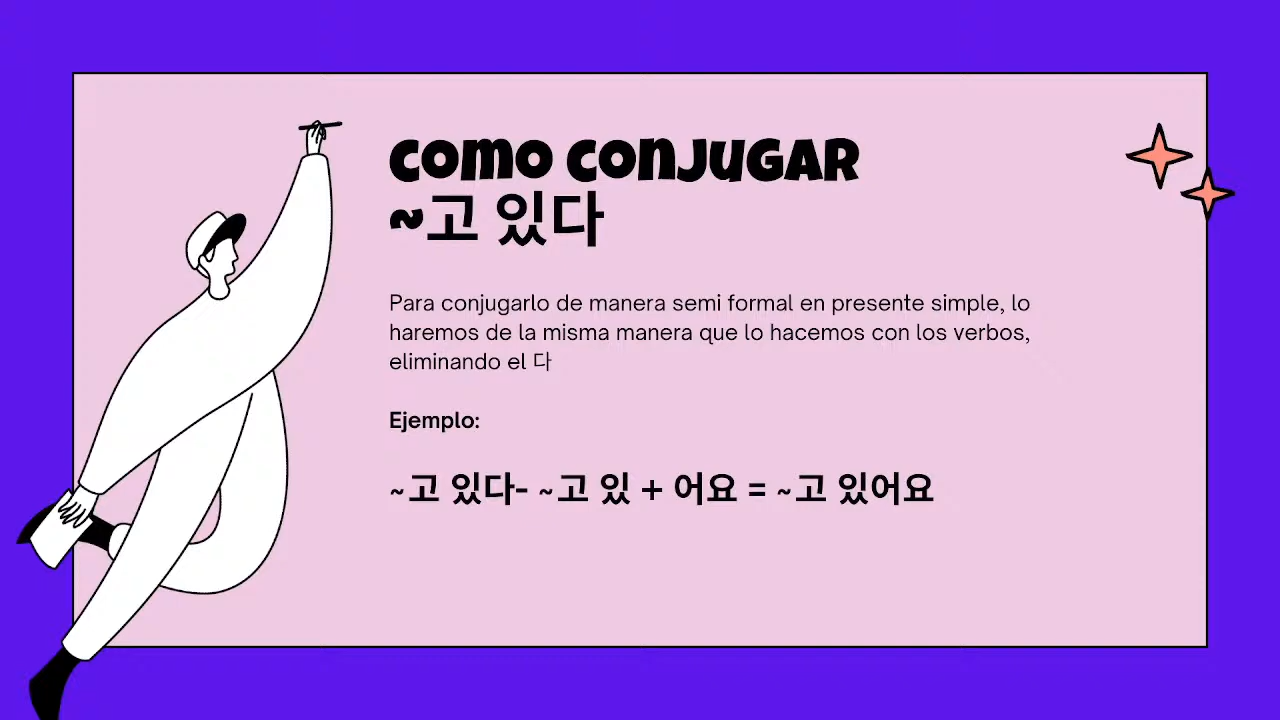 Como Conjugar
~고 있다
Para conjugarlo de manera semi formal en presente simple, lo
haremos de la misma manera que lo hacemos con los verbos,
eliminando el 다
Ejemplo:
~고 있다- ~고 있 + 어요 = ~고 있어요